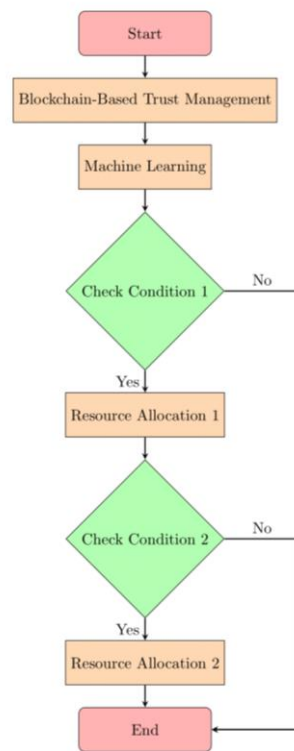 Start
Blockchain-Based Trust Management
Machine Learning
Check Condition 1
No
Yes
Resource Allocation 1
Check Condition 2
No
Yes
Resource Allocation 2
End